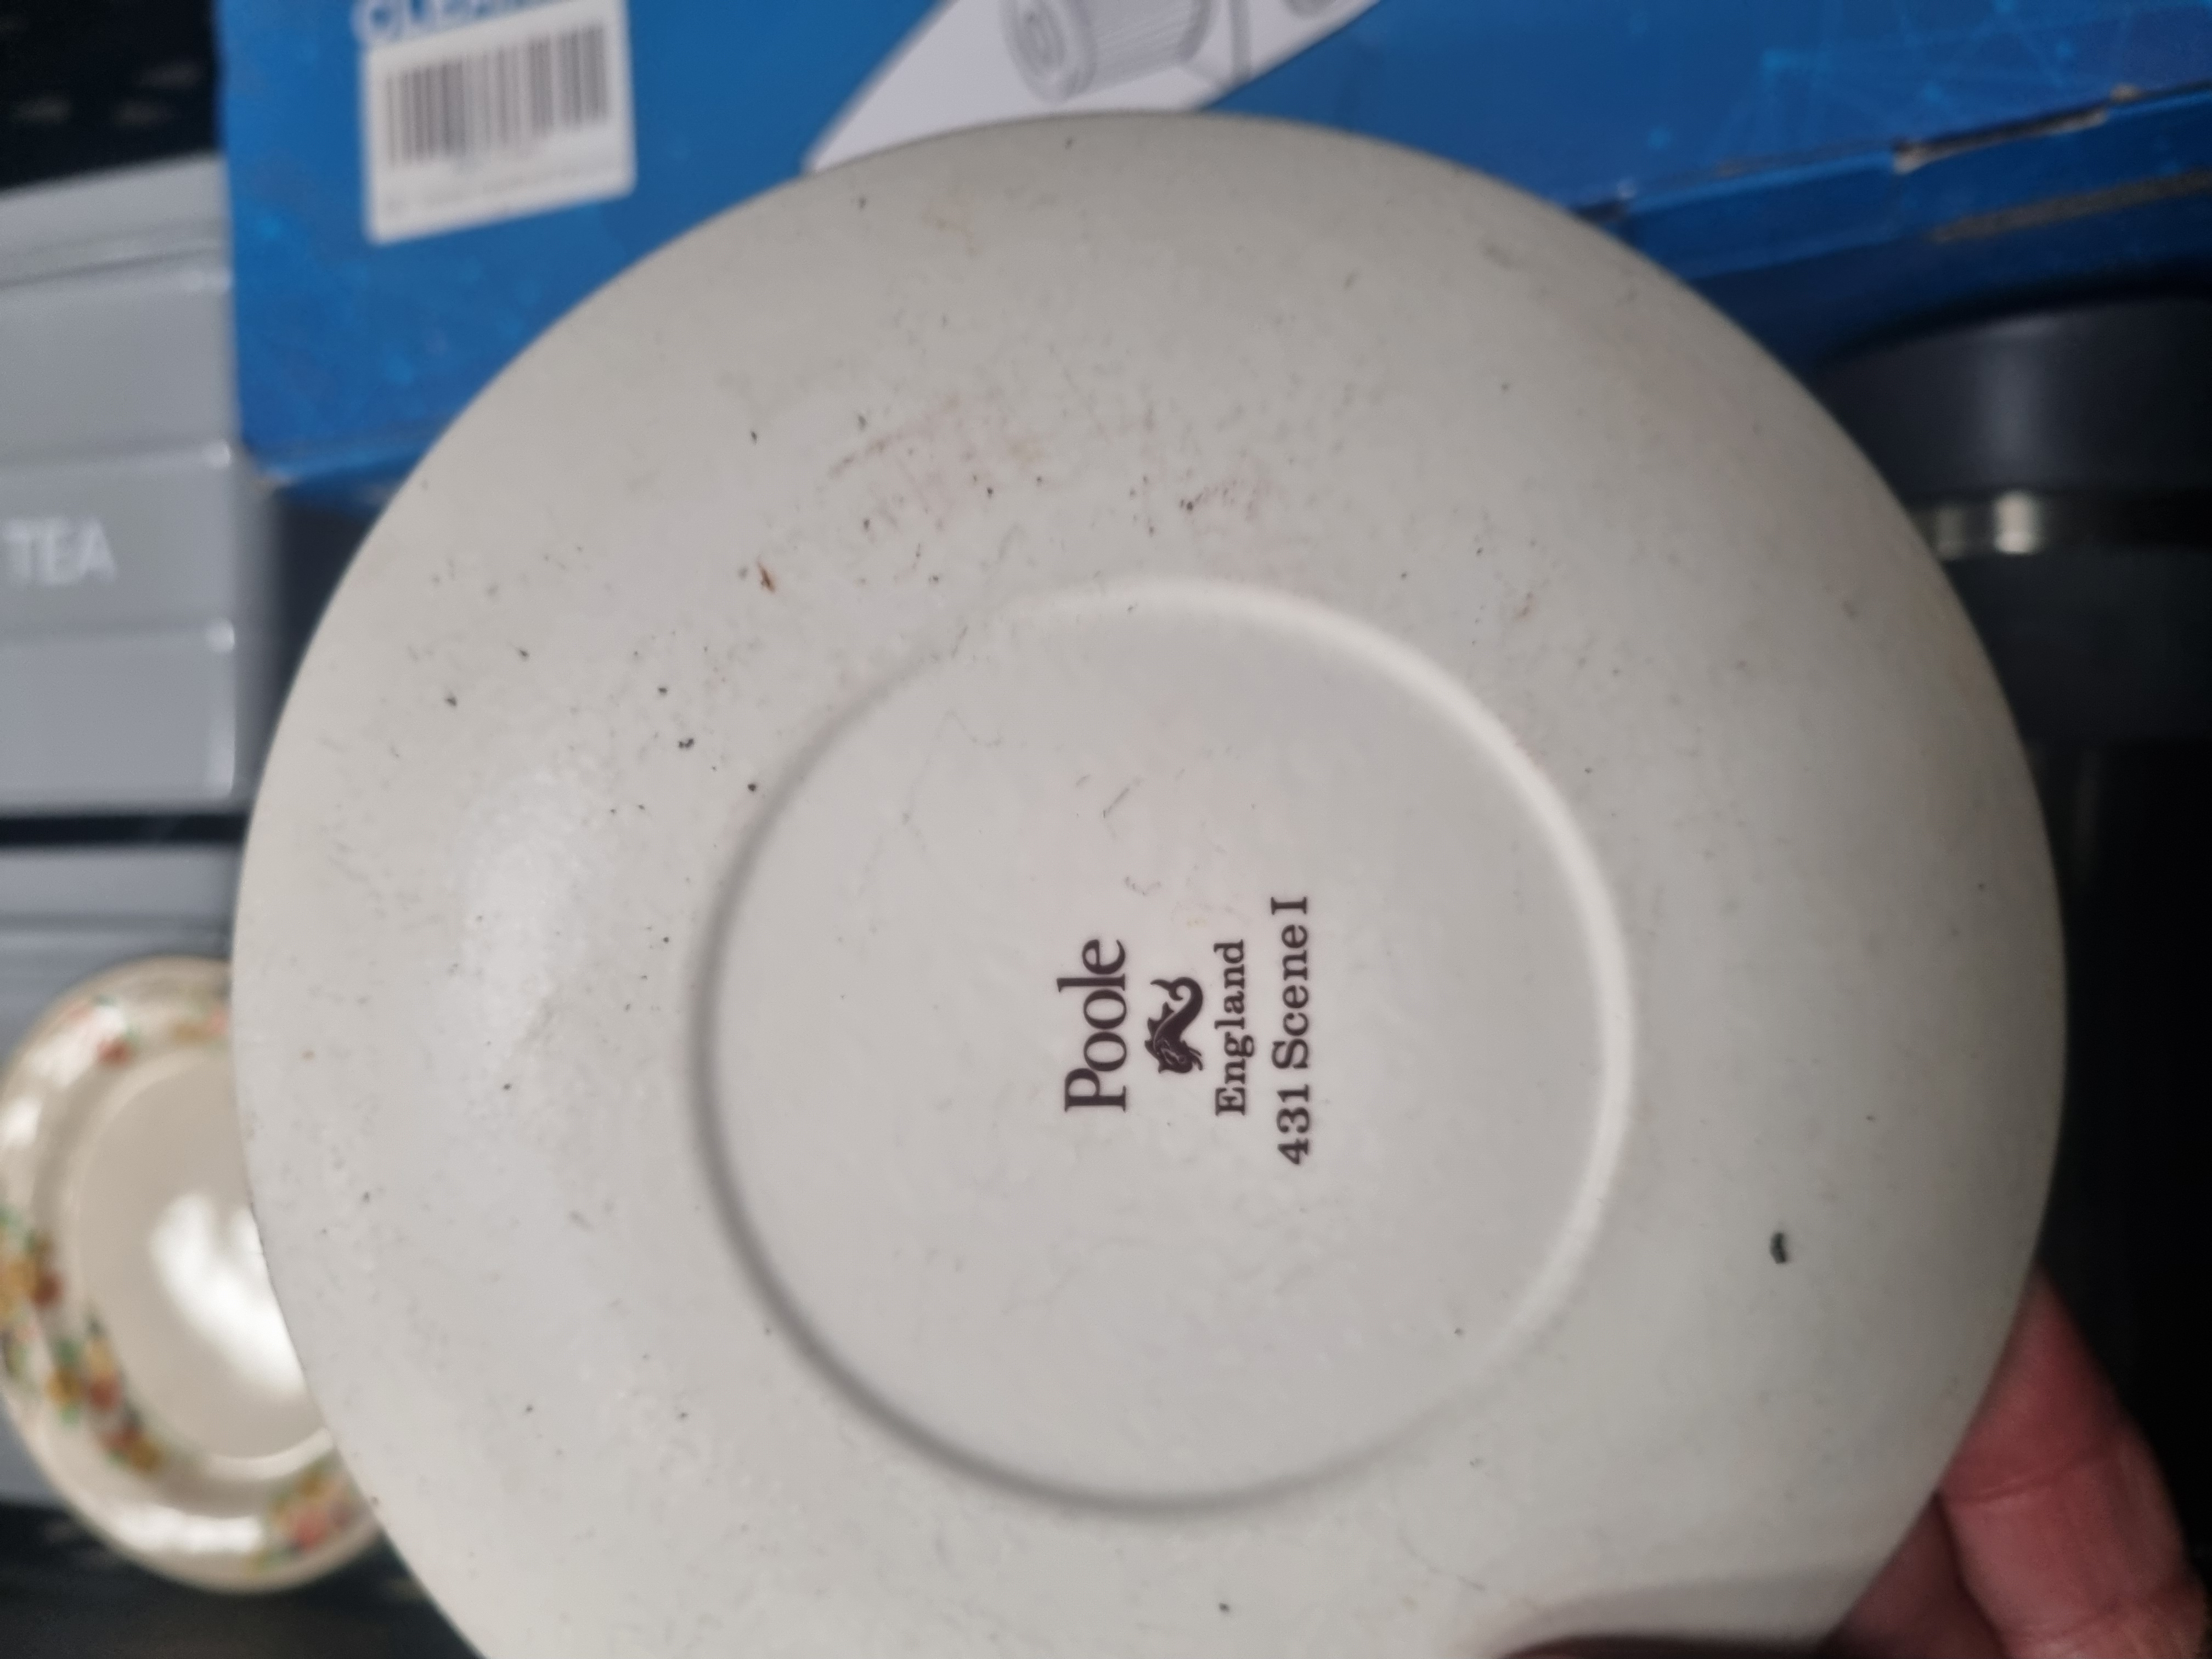 TEA
Poole
England
431 Scene I